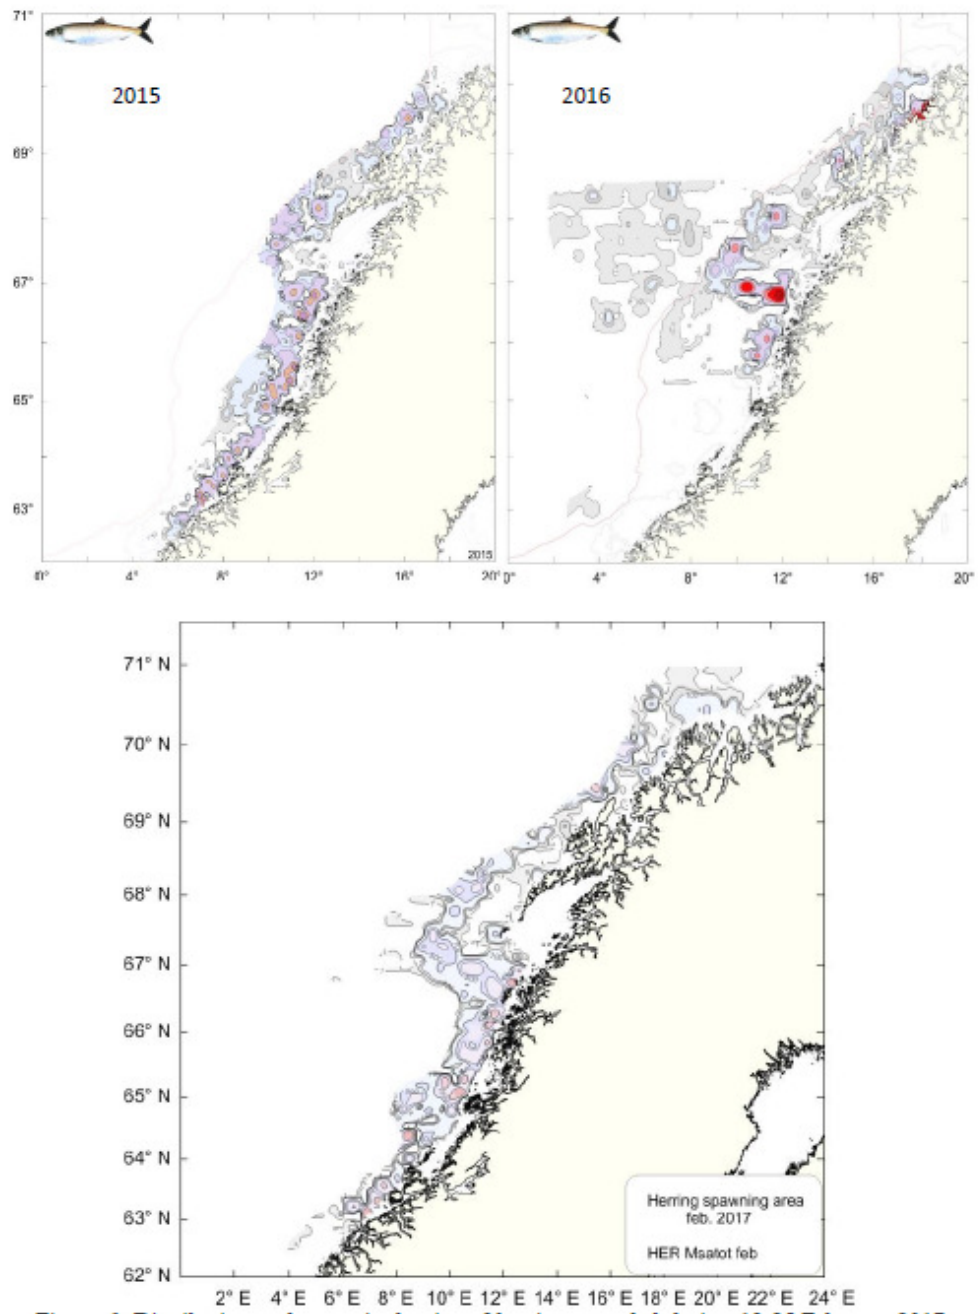 71°
69°
67°
65°
63°
2015
2015
0°
4°
8°
12°
16°
20°
2016
0°
4°
8°
12°
16°
20°
71° N
70° N
69° N
68° N
67° N
66° N
65° N
64° N
63° N
62° N
Herring spawning area
feb. 2017
HER Msatot feb
2° E 4° E 6° E 8° E 10° E 12° E 14° E 16° E 18° E 20° E 22° E 24° E